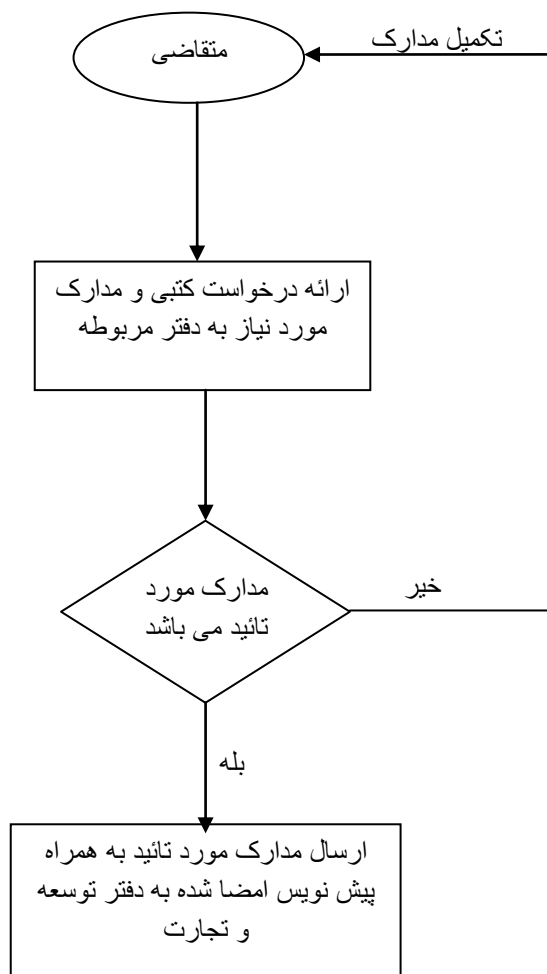 متقاضی
تکمیل مدارک
ارائه درخواست کتبی و مدارک
مورد نیاز به دفتر مربوطه
مدارک مورد
تائید می باشد
خیر
بله
ارسال مدارک مورد تائید به همراه
پیش نویس امضا شده به دفتر توسعه
و تجارت